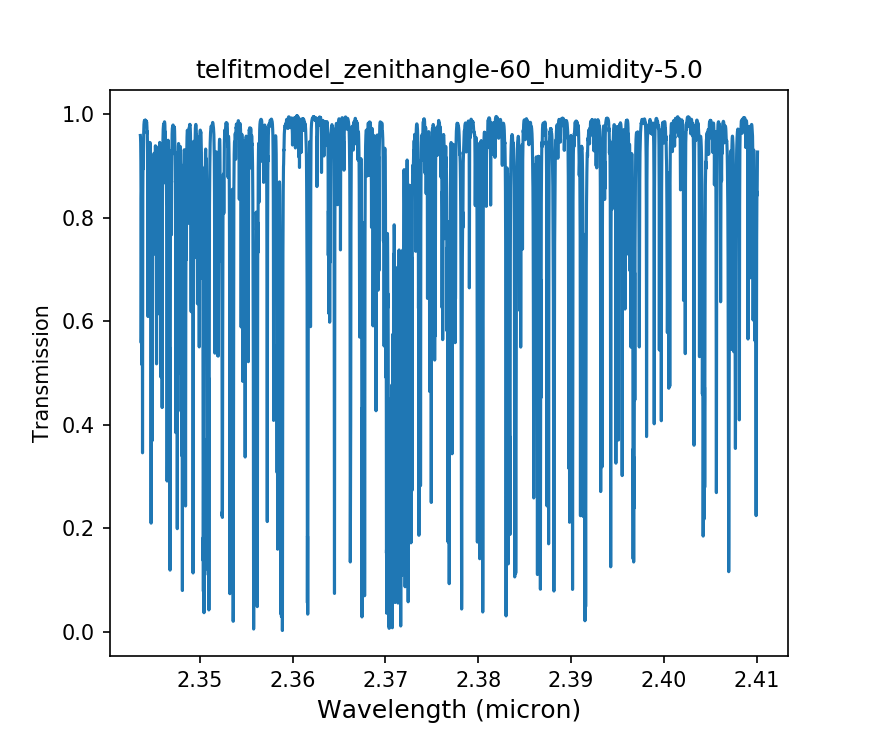 telfitmodel_zenithangle-60_humidity-5.0
1.0
0.8
0.6
0.4
0.2
0.0
Transmission
2.35 2.36 2.37 2.38 2.39 2.40 2.41
Wavelength (micron)